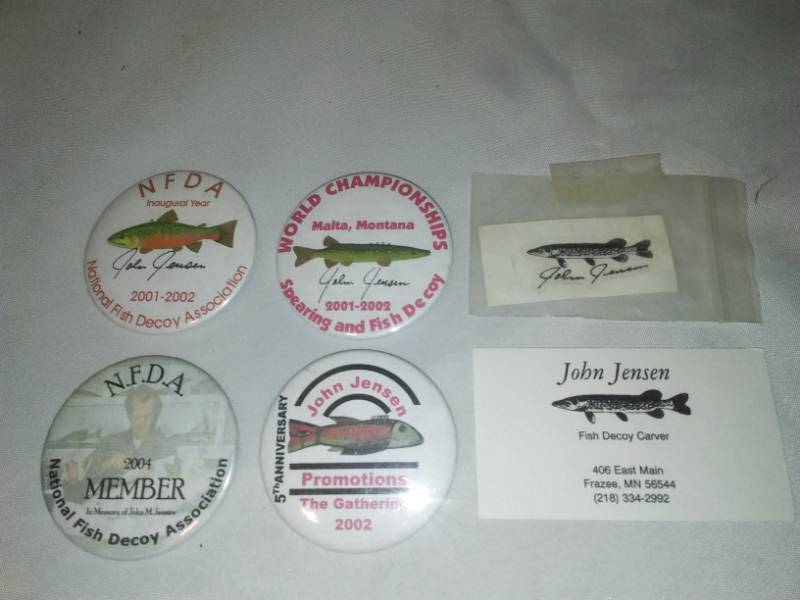 NFDA
Inaugural Year
John Jensen
2001-2002
National Fish Decoy Association
WORLD CHAMPIONSHIPS
Malta, Montana
John Jensen
2001-2002
Spearing and Fish Decoy
John Jensen
N.F.D.A.
2004
MEMBER
In Memory of John M. Jensen
National Fish Decoy Association
5TH ANNIVERSARY
John Jensen
Promotions
The Gathering
2002
John Jensen
Fish Decoy Carver
406 East Main
Frazee, MN 56544
(218) 334-2992